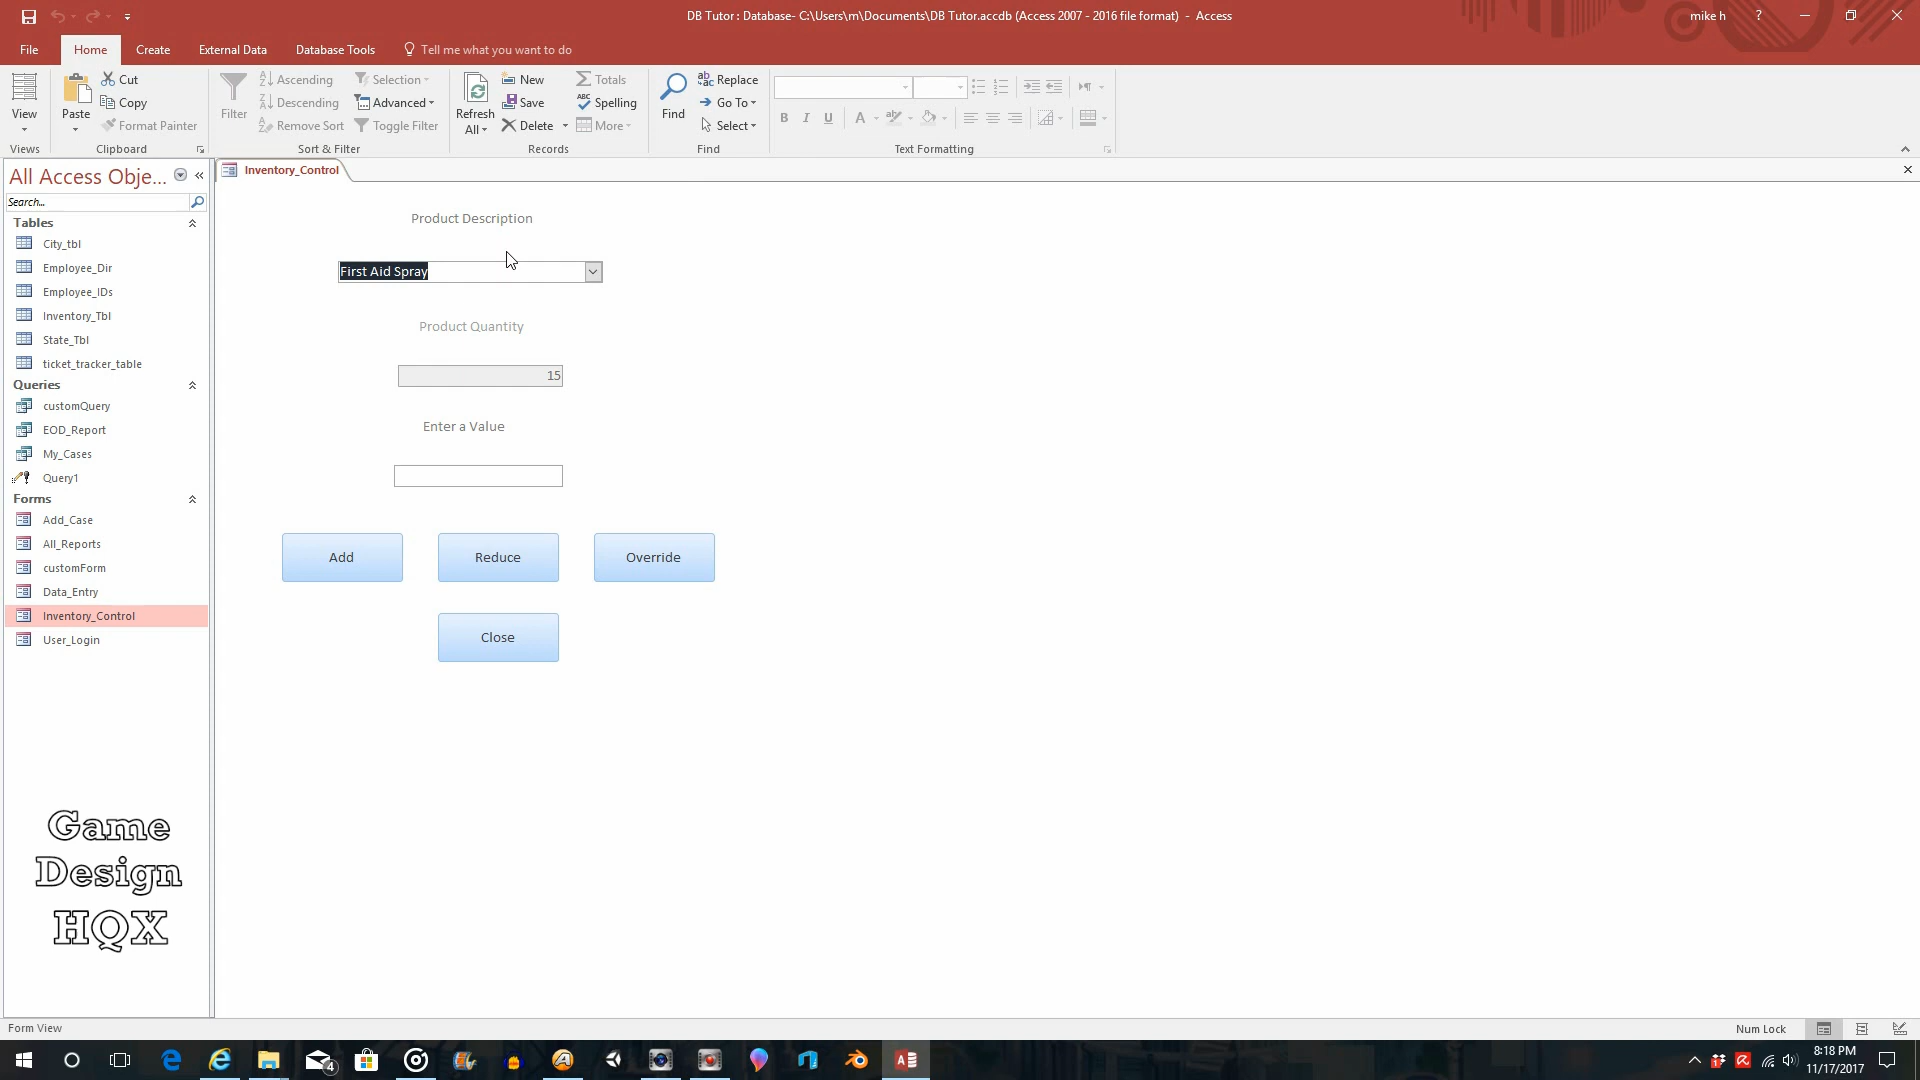 DB Tutor : Database- C:\Users\m\Documents\DB Tutor.accdb (Access 2007 - 2016 file format) - Access
mike h
?
File
Home
Create
External Data
Database Tools
Tell me what you want to do
View
Views
Paste
Cut
Copy
Format Painter
Clipboard
Filter
Ascending
Descending
Remove Sort
Selection
Advanced
Toggle Filter
Sort & Filter
Refresh
All
New
Save
Delete
Totals
Spelling
More
Records
Find
Replace
Go To
Select
Find
B I U A
Text Formatting
All Access Obje...
Search...
Tables
City_tbl
Employee_Dir
Employee_IDs
Inventory_Tbl
State_Tbl
ticket_tracker_table
Queries
customQuery
EOD_Report
My_Cases
Query1
Forms
Add_Case
All_Reports
customForm
Data_Entry
Inventory_Control
User_Login
Inventory_Control
Product Description
First Aid Spray
Product Quantity
15
Enter a Value
Add
Reduce
Override
Close
Game
Design
HQX
Form View
Num Lock
4
8:18 PM
11/17/2017